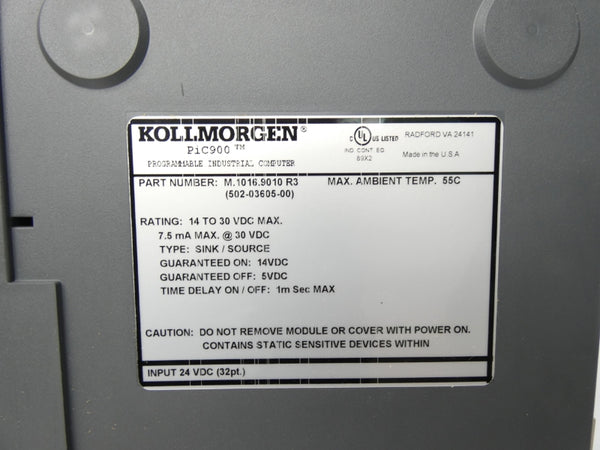 KOLLMORGEN®
PiC900™
PROGRAMMABLE INDUSTRIAL COMPUTER
C UL US LISTED
IND. CONT. EQ.
89X2
RADFORD VA 24141
Made in the U.S.A
PART NUMBER: M.1016.9010 R3 MAX. AMBIENT TEMP. 55C
(502-03605-00)
RATING: 14 TO 30 VDC MAX.
7.5 mA MAX. @ 30 VDC
TYPE: SINK / SOURCE
GUARANTEED ON: 14VDC
GUARANTEED OFF: 5VDC
TIME DELAY ON / OFF: 1m Sec MAX
CAUTION: DO NOT REMOVE MODULE OR COVER WITH POWER ON.
CONTAINS STATIC SENSITIVE DEVICES WITHIN
INPUT 24 VDC (32pt.)